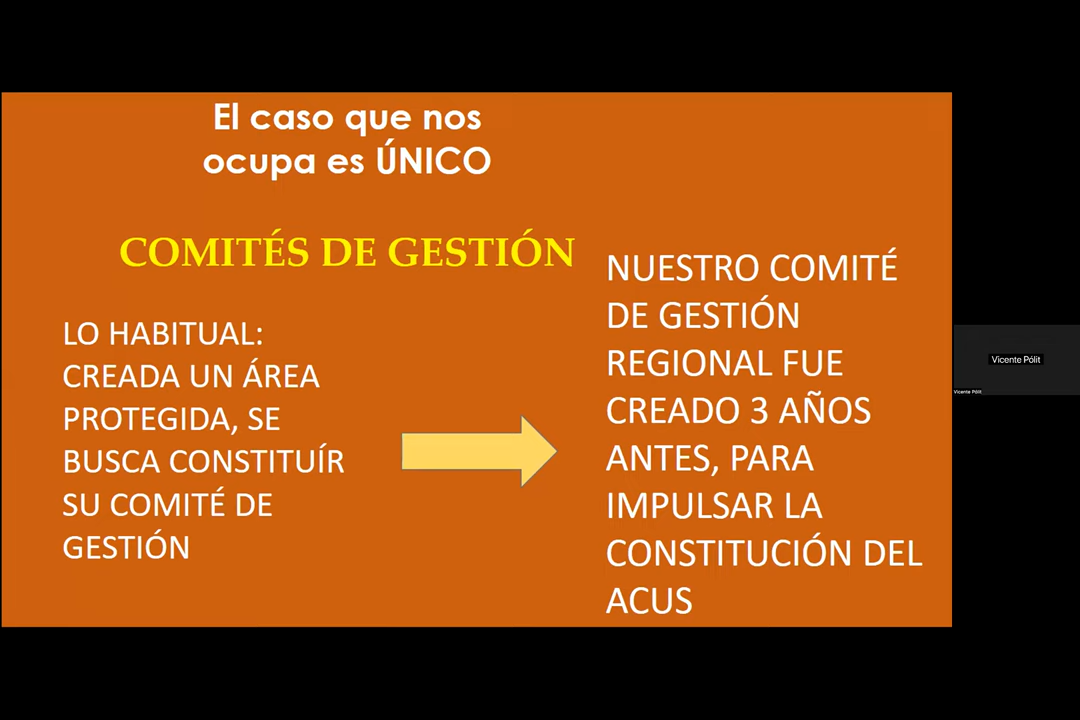 El caso que nos
ocupa es ÚNICO
COMITÉS DE GESTIÓN
LO HABITUAL:
CREADA UN ÁREA
PROTEGIDA, SE
BUSCA CONSTITUÍR
SU COMITÉ DE
GESTIÓN
NUESTRO COMITÉ
DE GESTIÓN
REGIONAL FUE
CREADO 3 AÑOS
ANTES, PARA
IMPULSAR LA
CONSTITUCIÓN DEL
ACUS
Vicente Pólit
Vicente Pólit